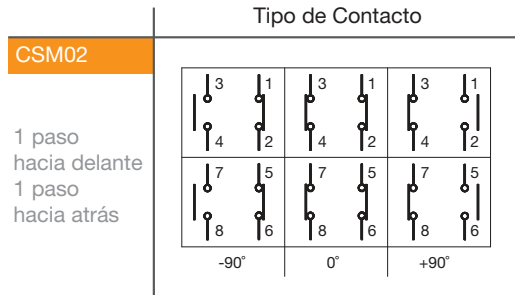 Tipo de Contacto
CSM02
1 paso
hacia delante
1 paso
hacia atrás
3 1 3 1 3 1
4 2 4 2 4 2
7 5 7 5 7 5
8 6 8 6 8 6
-90° 0° +90°